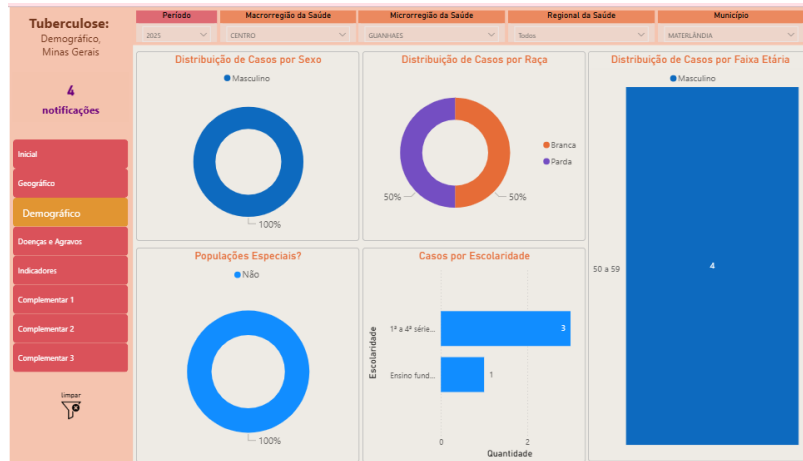 Tuberculose:
Demográfico,
Minas Gerais
4
notificações
Inicial
Geográfico
Demográfico
Doenças e Agravos
Indicadores
Complementar 1
Complementar 2
Complementar 3
limpar
Período
2025
Macrorregião da Saúde
CENTRO
Microrregião da Saúde
GUANHAES
Regional da Saúde
Todos
Município
MATERLÂNDIA
Distribuição de Casos por Sexo
Masculino
100%
Distribuição de Casos por Raça
Branca
Parda
50%
50%
Distribuição de Casos por Faixa Etária
Masculino
50 a 59
4
Populações Especiais?
Não
100%
Casos por Escolaridade
Escolaridade
1ª a 4ª série...
3
Ensino fund...
1
0
2
Quantidade